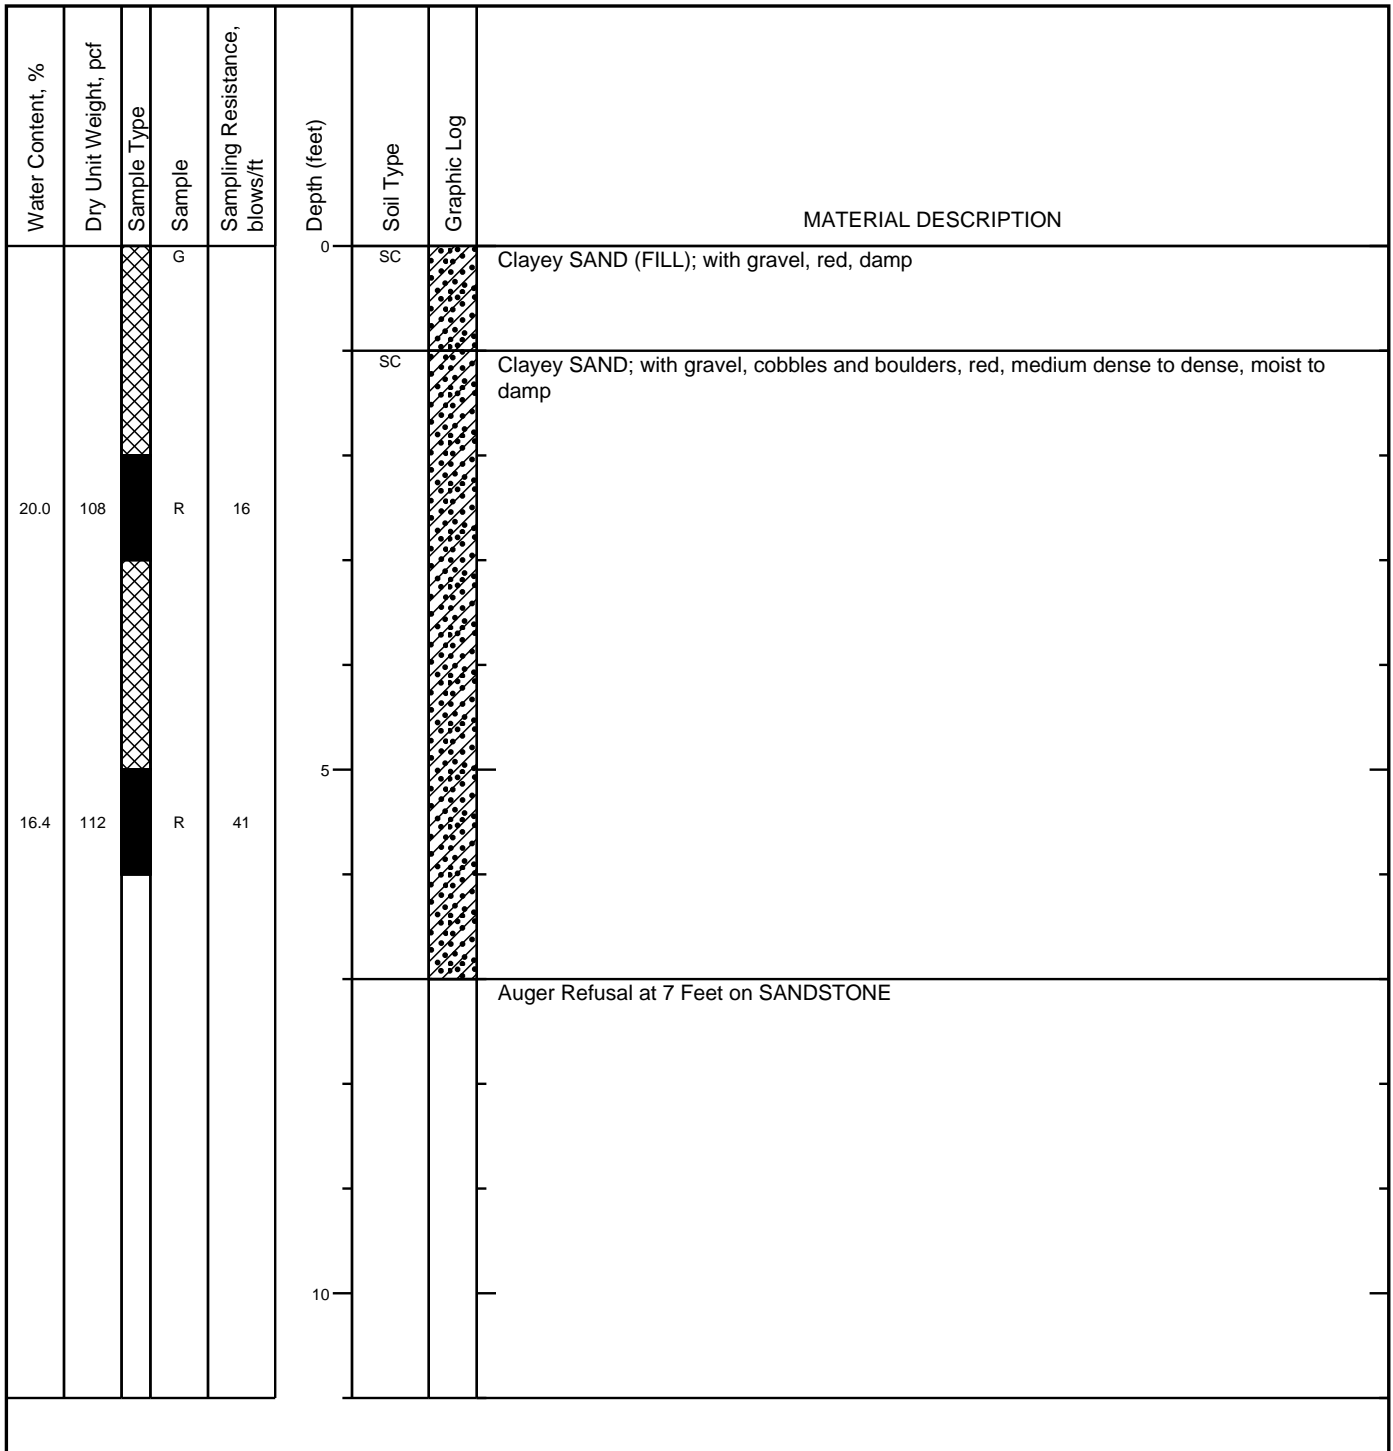 Water Content, %
Dry Unit Weight, pcf
Sample Type
Sample
Sampling Resistance,
blows/ft
Depth (feet)
Soil Type
Graphic Log
MATERIAL DESCRIPTION
0
G
SC
Clayey SAND (FILL); with gravel, red, damp
SC
Clayey SAND; with gravel, cobbles and boulders, red, medium dense to dense, moist to
damp
20.0
108
R
16
5
16.4
112
R
41
Auger Refusal at 7 Feet on SANDSTONE
10